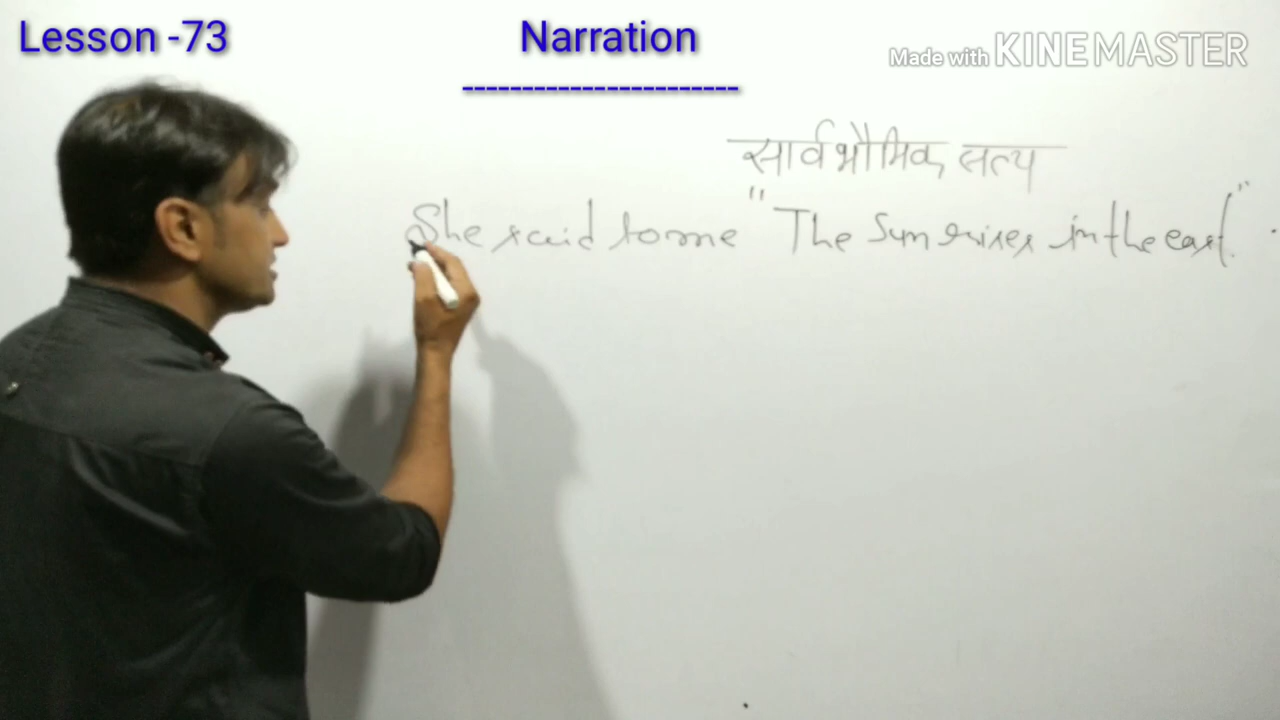 Lesson -73
Narration
Made with KINEMASTER
-----------------------
सार्वभौमिक सत्य
She said to me "The Sun rises in the east."